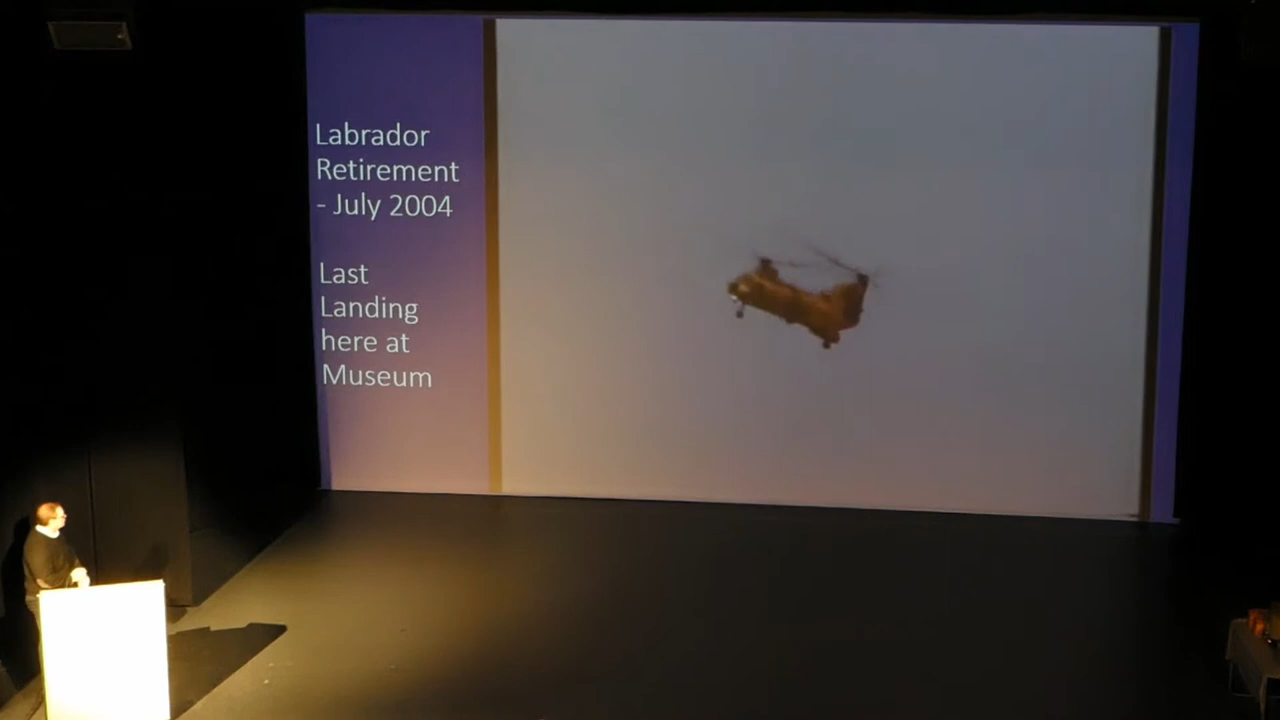 Labrador
Retirement
- July 2004
Last
Landing
here at
Museum